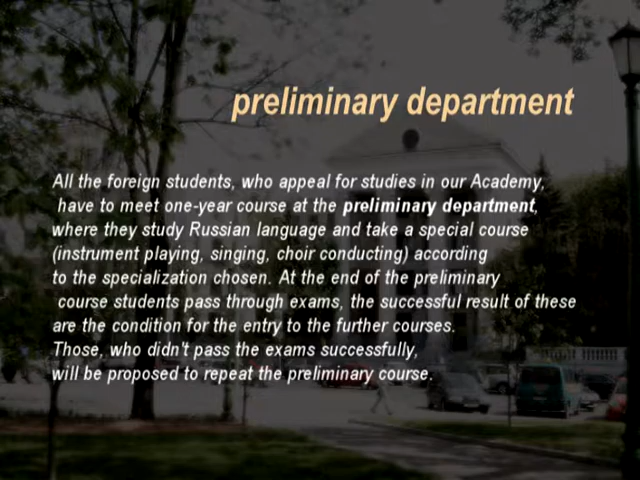 preliminary department
All the foreign students, who appeal for studies in our Academy,
have to meet one-year course at the preliminary department,
where they study Russian language and take a special course
(instrument playing, singing, choir conducting) according
to the specialization chosen. At the end of the preliminary
course students pass through exams, the successful result of these
are the condition for the entry to the further courses.
Those, who didn't pass the exams successfully,
will be proposed to repeat the preliminary course.